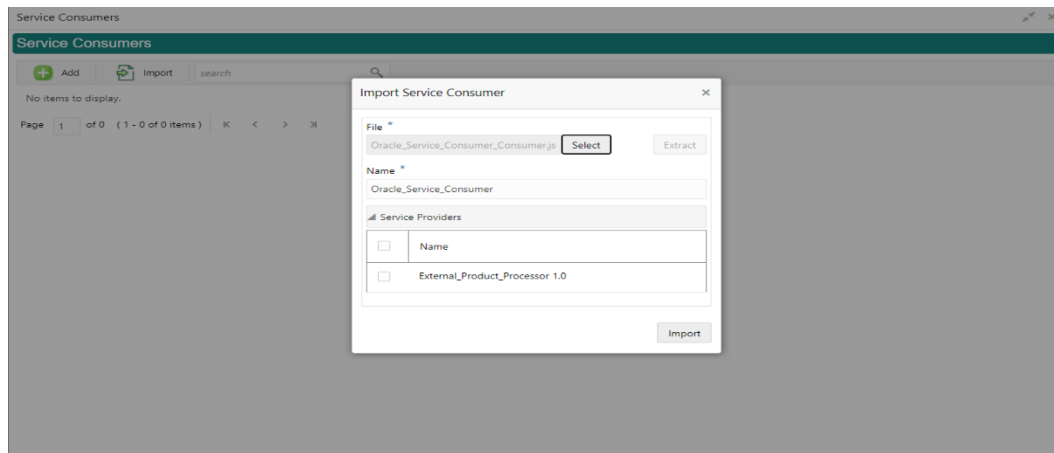 Service Consumers
Service Consumers
Add Import search
No items to display.
Page 1 of 0 (1 - 0 of 0 items)
Import Service Consumer
File *
Oracle_Service_Consumer_Consumer.js Select Extract
Name *
Oracle_Service_Consumer
Service Providers
Name
External_Product_Processor 1.0
Import